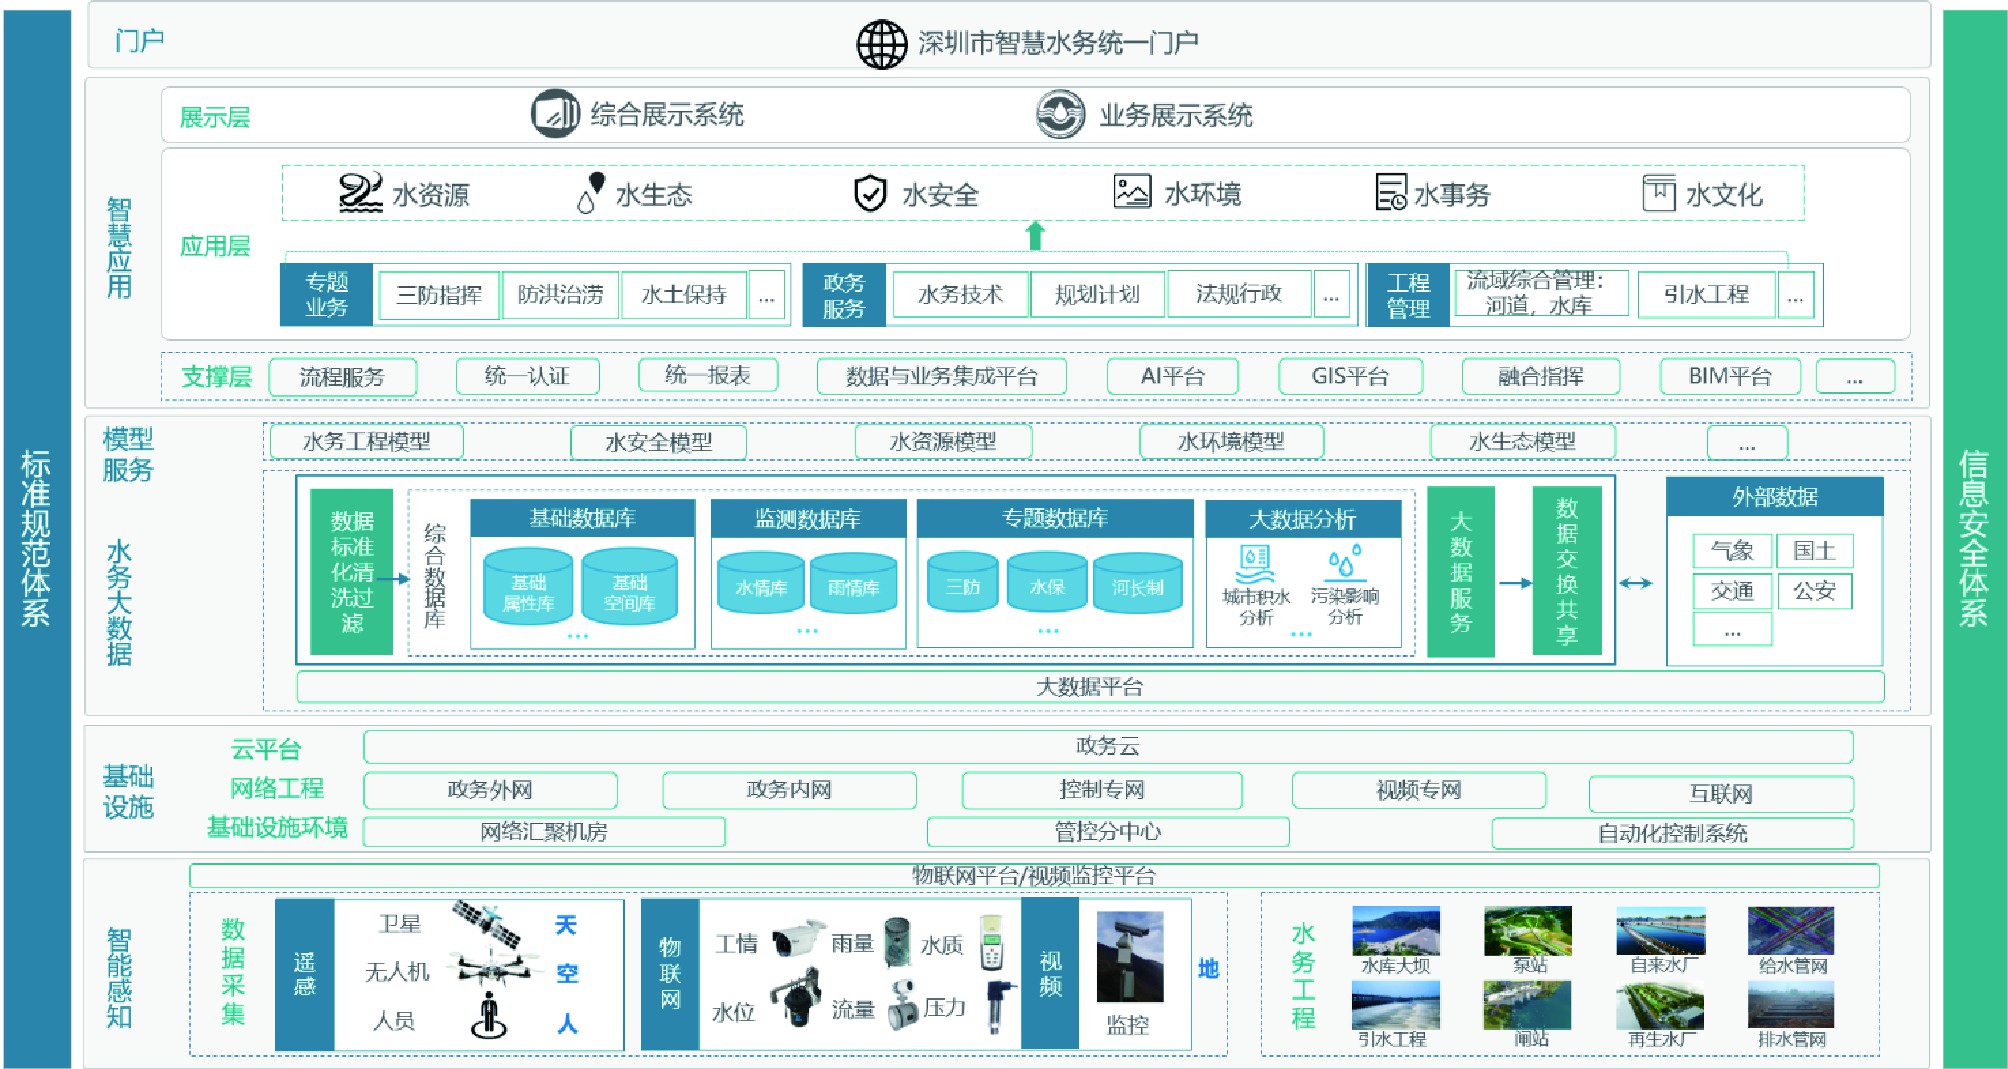 门户
深圳市智慧水务统一门户
标准规范体系
信息安全体系
智慧应用
展示层
综合展示系统
业务展示系统
应用层
水资源
水生态
水安全
水环境
水事务
水文化
专题
业务
三防指挥
防洪治涝
水土保持
...
政务
服务
水务技术
规划计划
法规行政
...
工程
管理
流域综合管理：
河道，水库
引水工程
...
支撑层
流程服务
统一认证
统一报表
数据与业务集成平台
AI平台
GIS平台
融合指挥
BIM平台
...
模型
服务
水务工程模型
水安全模型
水资源模型
水环境模型
水生态模型
...
水务大数据
数据
标准
化清
洗过
滤
综合数据库
基础数据库
基础
属性库
基础
空间库
...
监测数据库
水情库
雨情库
...
专题数据库
三防
水保
河长制
...
大数据分析
城市积水
分析
污染影响
分析
...
大数据服务
数据交换共享
外部数据
气象
国土
交通
公安
...
大数据平台
基础
设施
云平台
政务云
网络工程
政务外网
政务内网
控制专网
视频专网
互联网
基础设施环境
网络汇聚机房
管控分中心
自动化控制系统
智能感知
物联网平台/视频监控平台
数据采集
遥感
卫星
天
无人机
空
人员
人
物联网
工情
雨量
水质
水位
流量
压力
视频
监控
地
水务工程
水库大坝
泵站
自来水厂
给水管网
引水工程
闸站
再生水厂
排水管网